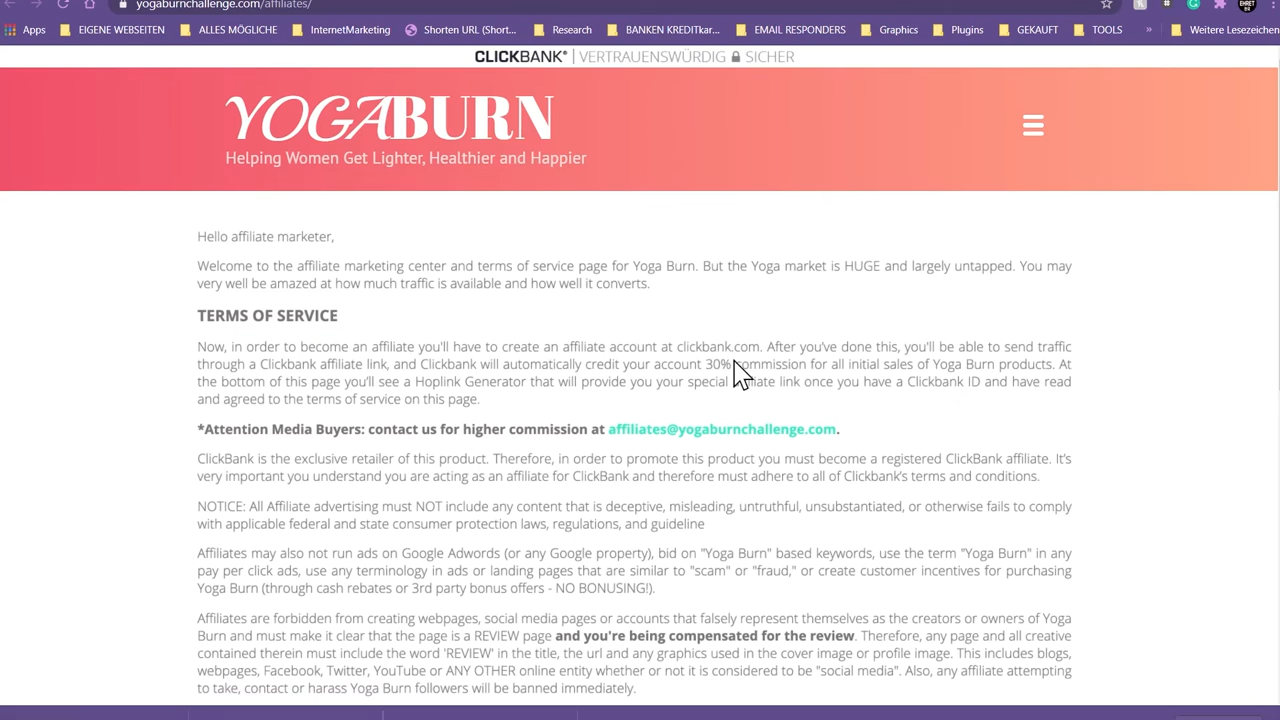 yogaburnchallenge.com/affiliates/
Apps EIGENE WEBSEITEN ALLES MÖGLICHE InternetMarketing Shorten URL (Short... Research BANKEN KREDITkar... EMAIL RESPONDERS Graphics Plugins GEKAUFT TOOLS » Weitere Lesezeichen
CLICKBANK® | VERTRAUENSWÜRDIG SICHER
YOGABURN
Helping Women Get Lighter, Healthier and Happier
Hello affiliate marketer,
Welcome to the affiliate marketing center and terms of service page for Yoga Burn. But the Yoga market is HUGE and largely untapped. You may
very well be amazed at how much traffic is available and how well it converts.
TERMS OF SERVICE
Now, in order to become an affiliate you'll have to create an affiliate account at clickbank.com. After you've done this, you'll be able to send traffic
through a Clickbank affiliate link, and Clickbank will automatically credit your account 30% commission for all initial sales of Yoga Burn products. At
the bottom of this page you'll see a Hoplink Generator that will provide you your special affiliate link once you have a Clickbank ID and have read
and agreed to the terms of service on this page.
*Attention Media Buyers: contact us for higher commission at affiliates@yogaburnchallenge.com.
ClickBank is the exclusive retailer of this product. Therefore, in order to promote this product you must become a registered ClickBank affiliate. It's
very important you understand you are acting as an affiliate for ClickBank and therefore must adhere to all of Clickbank's terms and conditions.
NOTICE: All Affiliate advertising must NOT include any content that is deceptive, misleading, untruthful, unsubstantiated, or otherwise fails to comply
with applicable federal and state consumer protection laws, regulations, and guideline
Affiliates may also not run ads on Google Adwords (or any Google property), bid on "Yoga Burn" based keywords, use the term "Yoga Burn" in any
pay per click ads, use any terminology in ads or landing pages that are similar to "scam" or "fraud," or create customer incentives for purchasing
Yoga Burn (through cash rebates or 3rd party bonus offers - NO BONUSING!).
Affiliates are forbidden from creating webpages, social media pages or accounts that falsely represent themselves as the creators or owners of Yoga
Burn and must make it clear that the page is a REVIEW page and you're being compensated for the review. Therefore, any page and all creative
contained therein must include the word 'REVIEW' in the title, the url and any graphics used in the cover image or profile image. This includes blogs,
webpages, Facebook, Twitter, YouTube or ANY OTHER online entity whether or not it is considered to be "social media". Also, any affiliate attempting
to take, contact or harass Yoga Burn followers will be banned immediately.